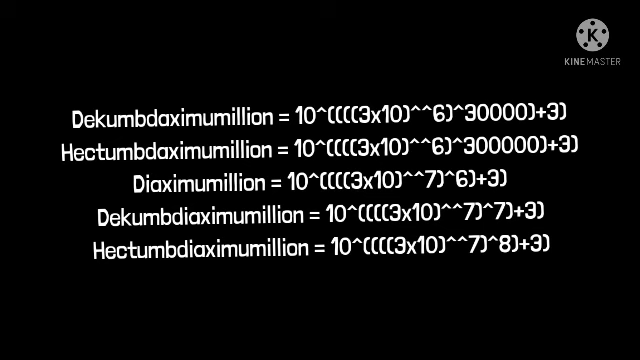 K
KINEMASTER
Dekumbdaximumillion = 10^((((3x10)^^6)^30000)+3)
Hectumbdaximumillion = 10^((((3x10)^^6)^300000)+3)
Diaximumillion = 10^((((3x10)^^7)^6)+3)
Dekumbdiaximumillion = 10^((((3x10)^^7)^7)+3)
Hectumbdiaximumillion = 10^((((3x10)^^7)^8)+3)